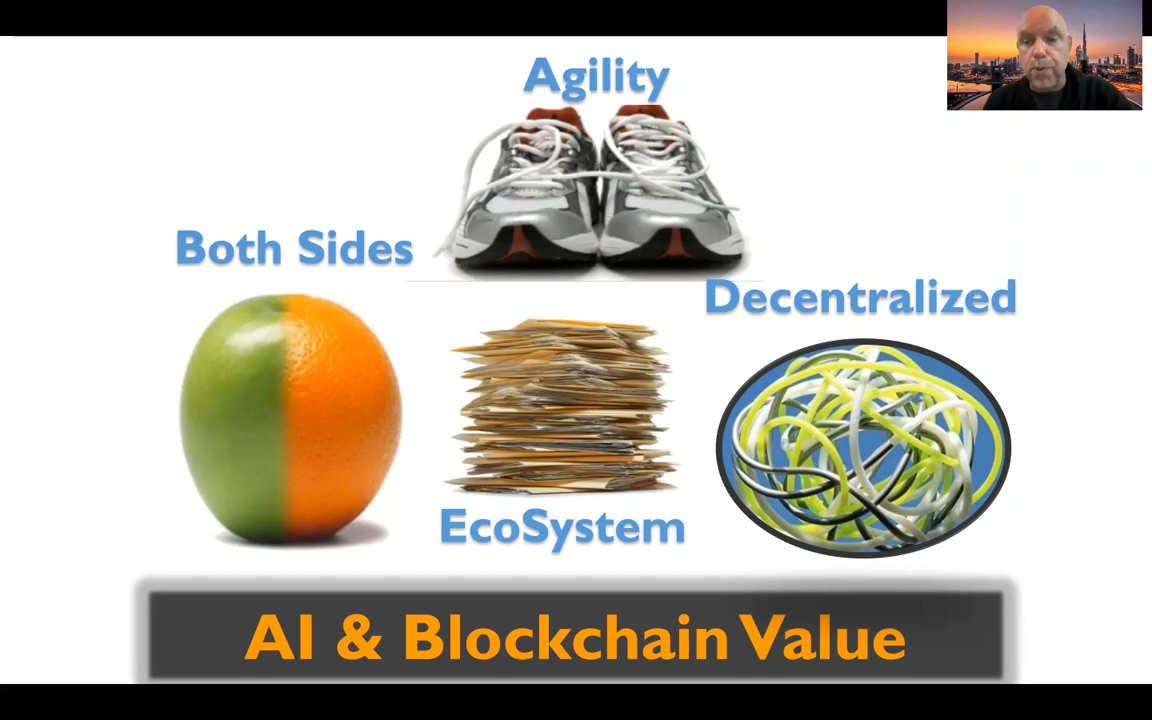 Agility
Both Sides
Decentralized
EcoSystem
AI & Blockchain Value